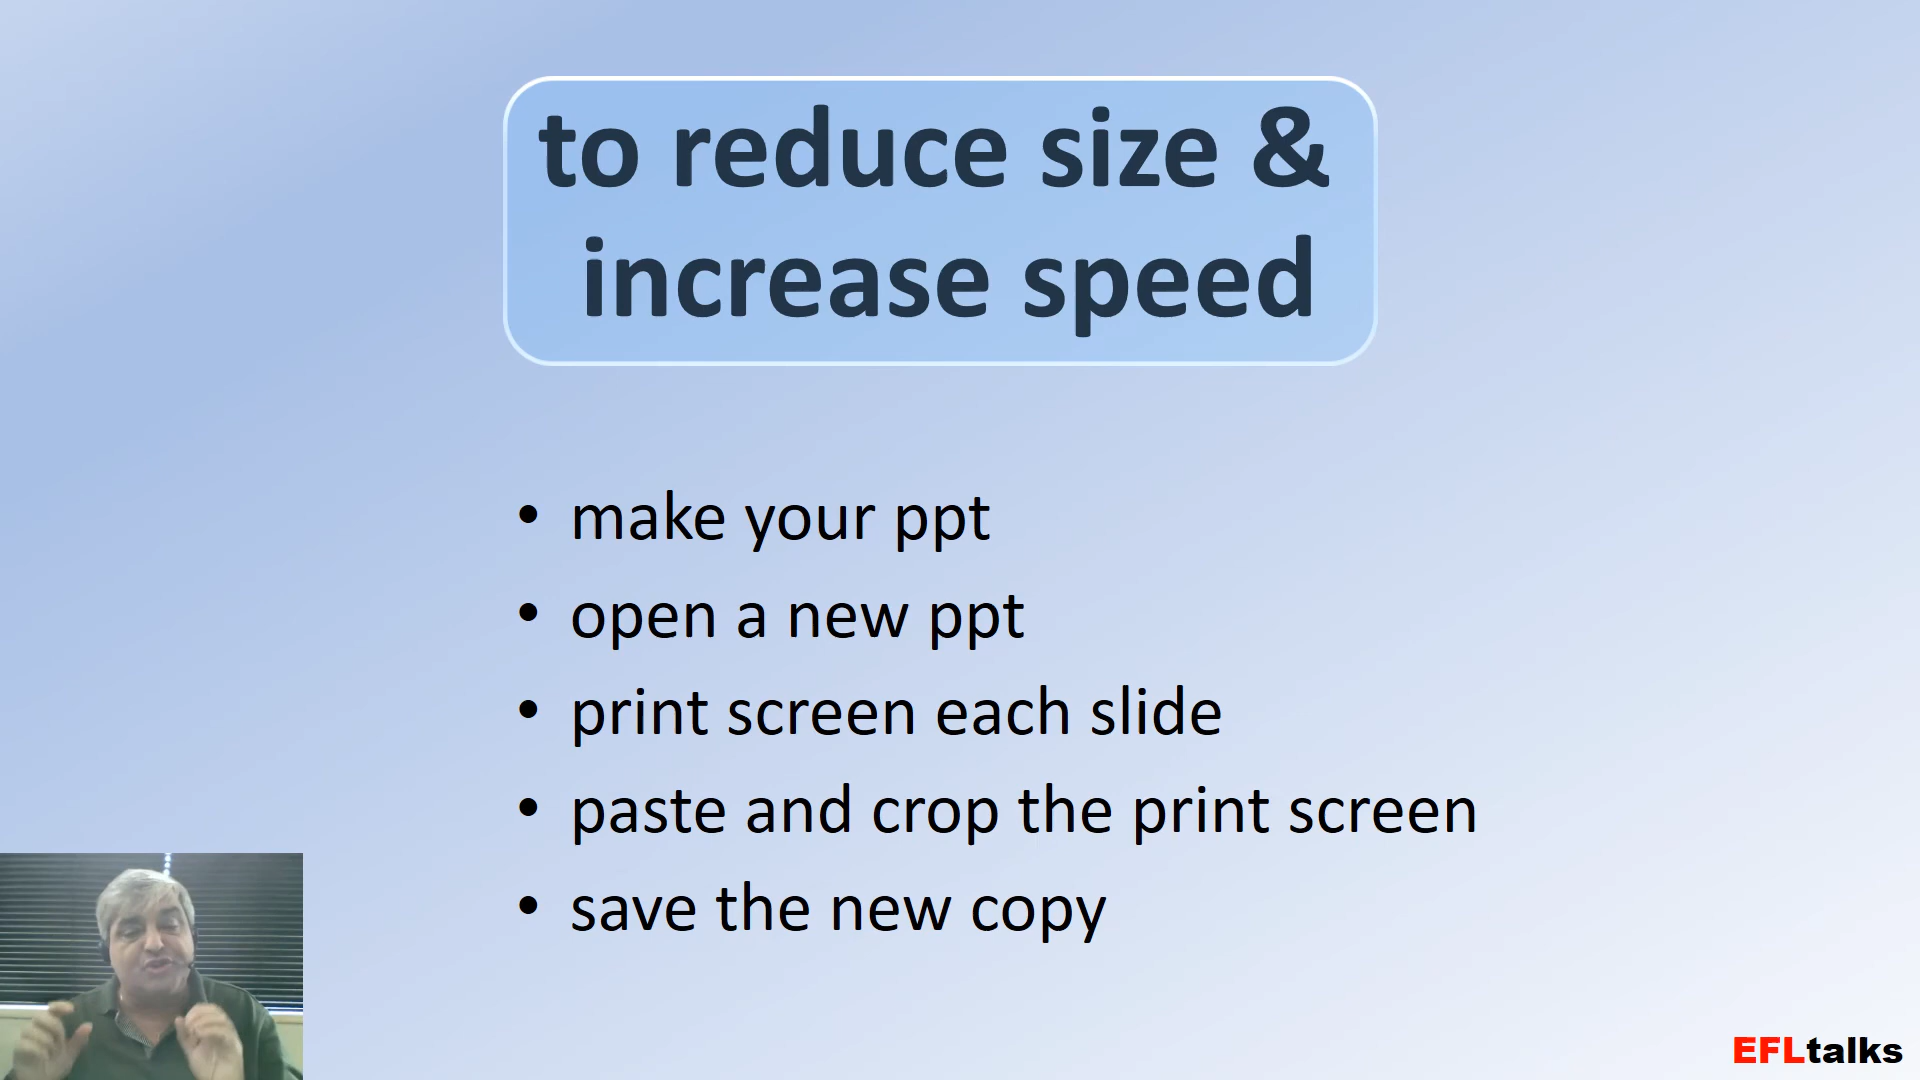 to reduce size &
increase speed
• make your ppt
• open a new ppt
• print screen each slide
• paste and crop the print screen
• save the new copy
EFLtalks